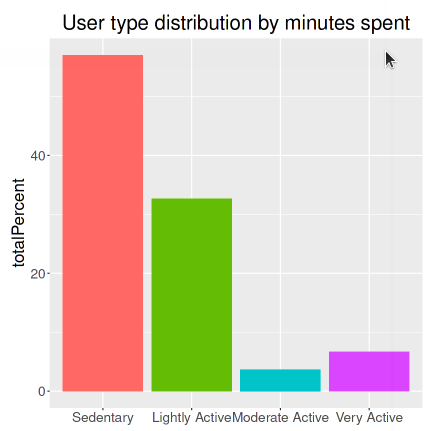 User type distribution by minutes spent
totalPercent
40
20
0
Sedentary Lightly Active Moderate Active Very Active